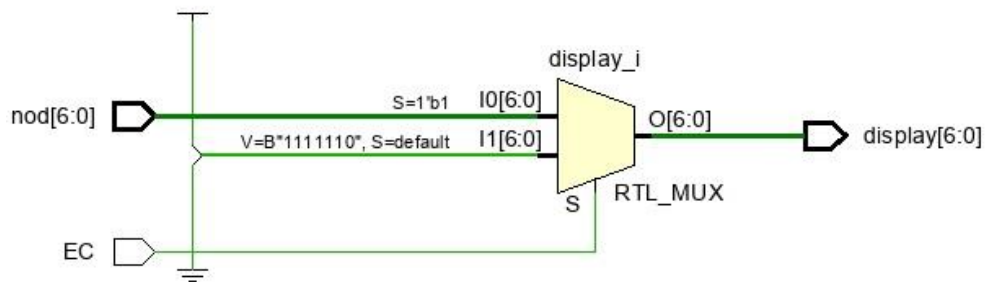 display_i
nod[6:0]
S=1'b1
I0[6:0]
O[6:0]
display[6:0]
V=B"1111110", S=default
I1[6:0]
S
RTL_MUX
EC